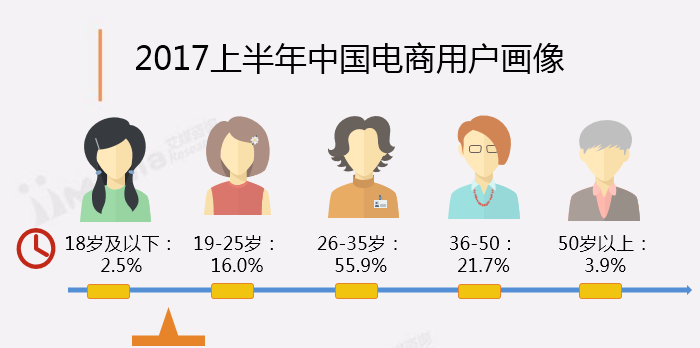 2017上半年中国电商用户画像
18岁及以下：
2.5%
19-25岁：
16.0%
26-35岁：
55.9%
36-50：
21.7%
50岁以上：
3.9%